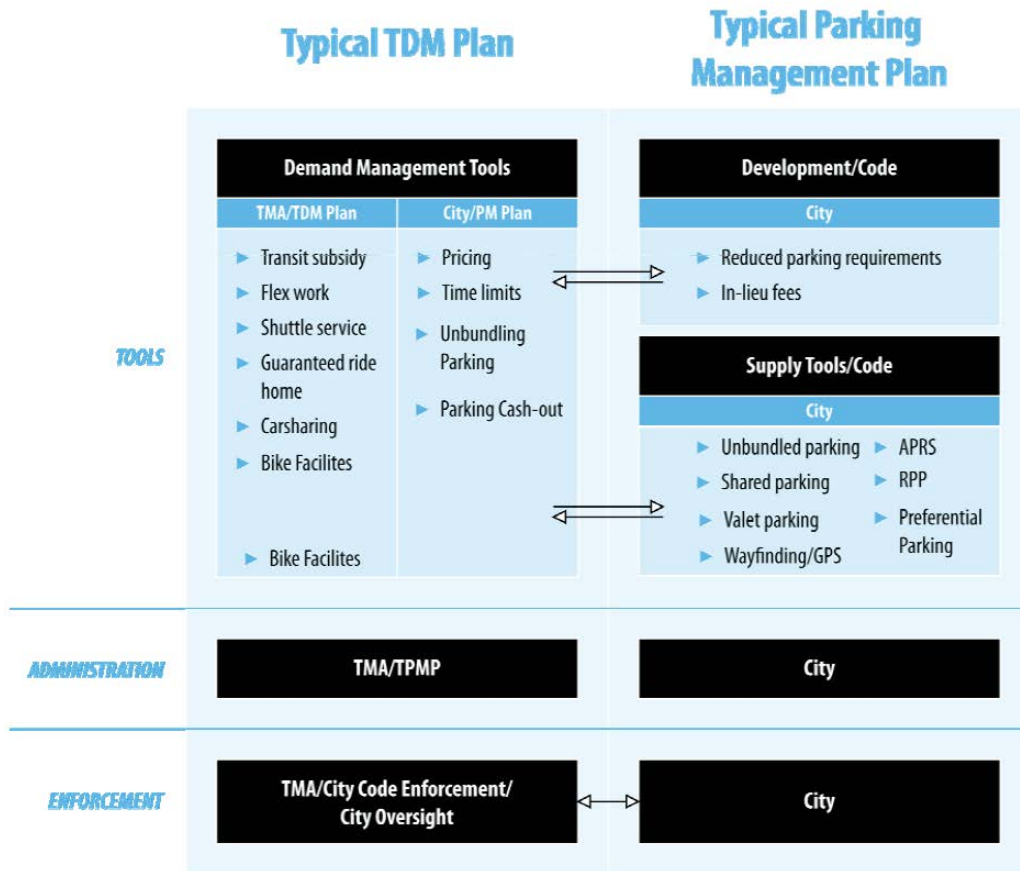 Typical TDM Plan
Typical Parking
Management Plan
TOOLS
Demand Management Tools
TMA/TDM Plan
Transit subsidy
Flex work
Shuttle service
Guaranteed ride
home
Carsharing
Bike Facilites
Bike Facilites
City/PM Plan
Pricing
Time limits
Unbundling
Parking
Parking Cash-out
Development/Code
City
Reduced parking requirements
In-lieu fees
Supply Tools/Code
City
Unbundled parking
Shared parking
Valet parking
Wayfinding/GPS
APRS
RPP
Preferential
Parking
ADMINISTRATION
TMA/TPMP
City
ENFORCEMENT
TMA/City Code Enforcement/
City Oversight
City